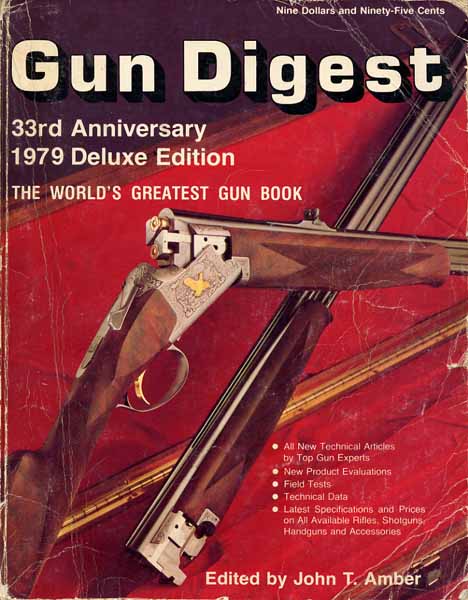 Nine Dollars and Ninety-Five Cents
Gun Digest
33rd Anniversary
1979 Deluxe Edition
THE WORLD'S GREATEST GUN BOOK
● All New Technical Articles
by Top Gun Experts
● New Product Evaluations
● Field Tests
● Technical Data
● Latest Specifications and Prices
on All Available Rifles, Shotguns,
Handguns and Accessories
Edited by John T. Amber